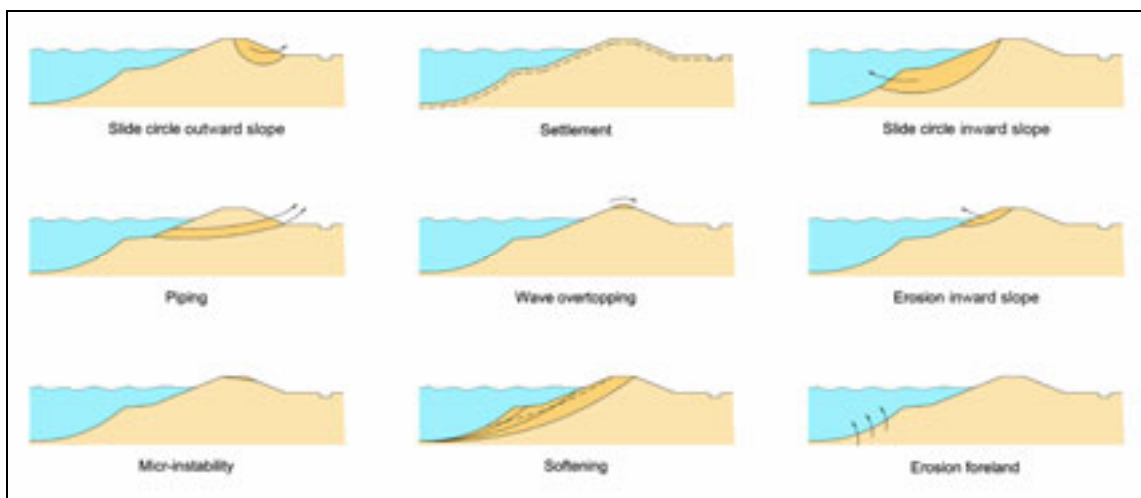 Slide circle outward slope
Settlement
Slide circle inward slope
Piping
Wave overtopping
Erosion inward slope
Micr-instability
Softening
Erosion foreland